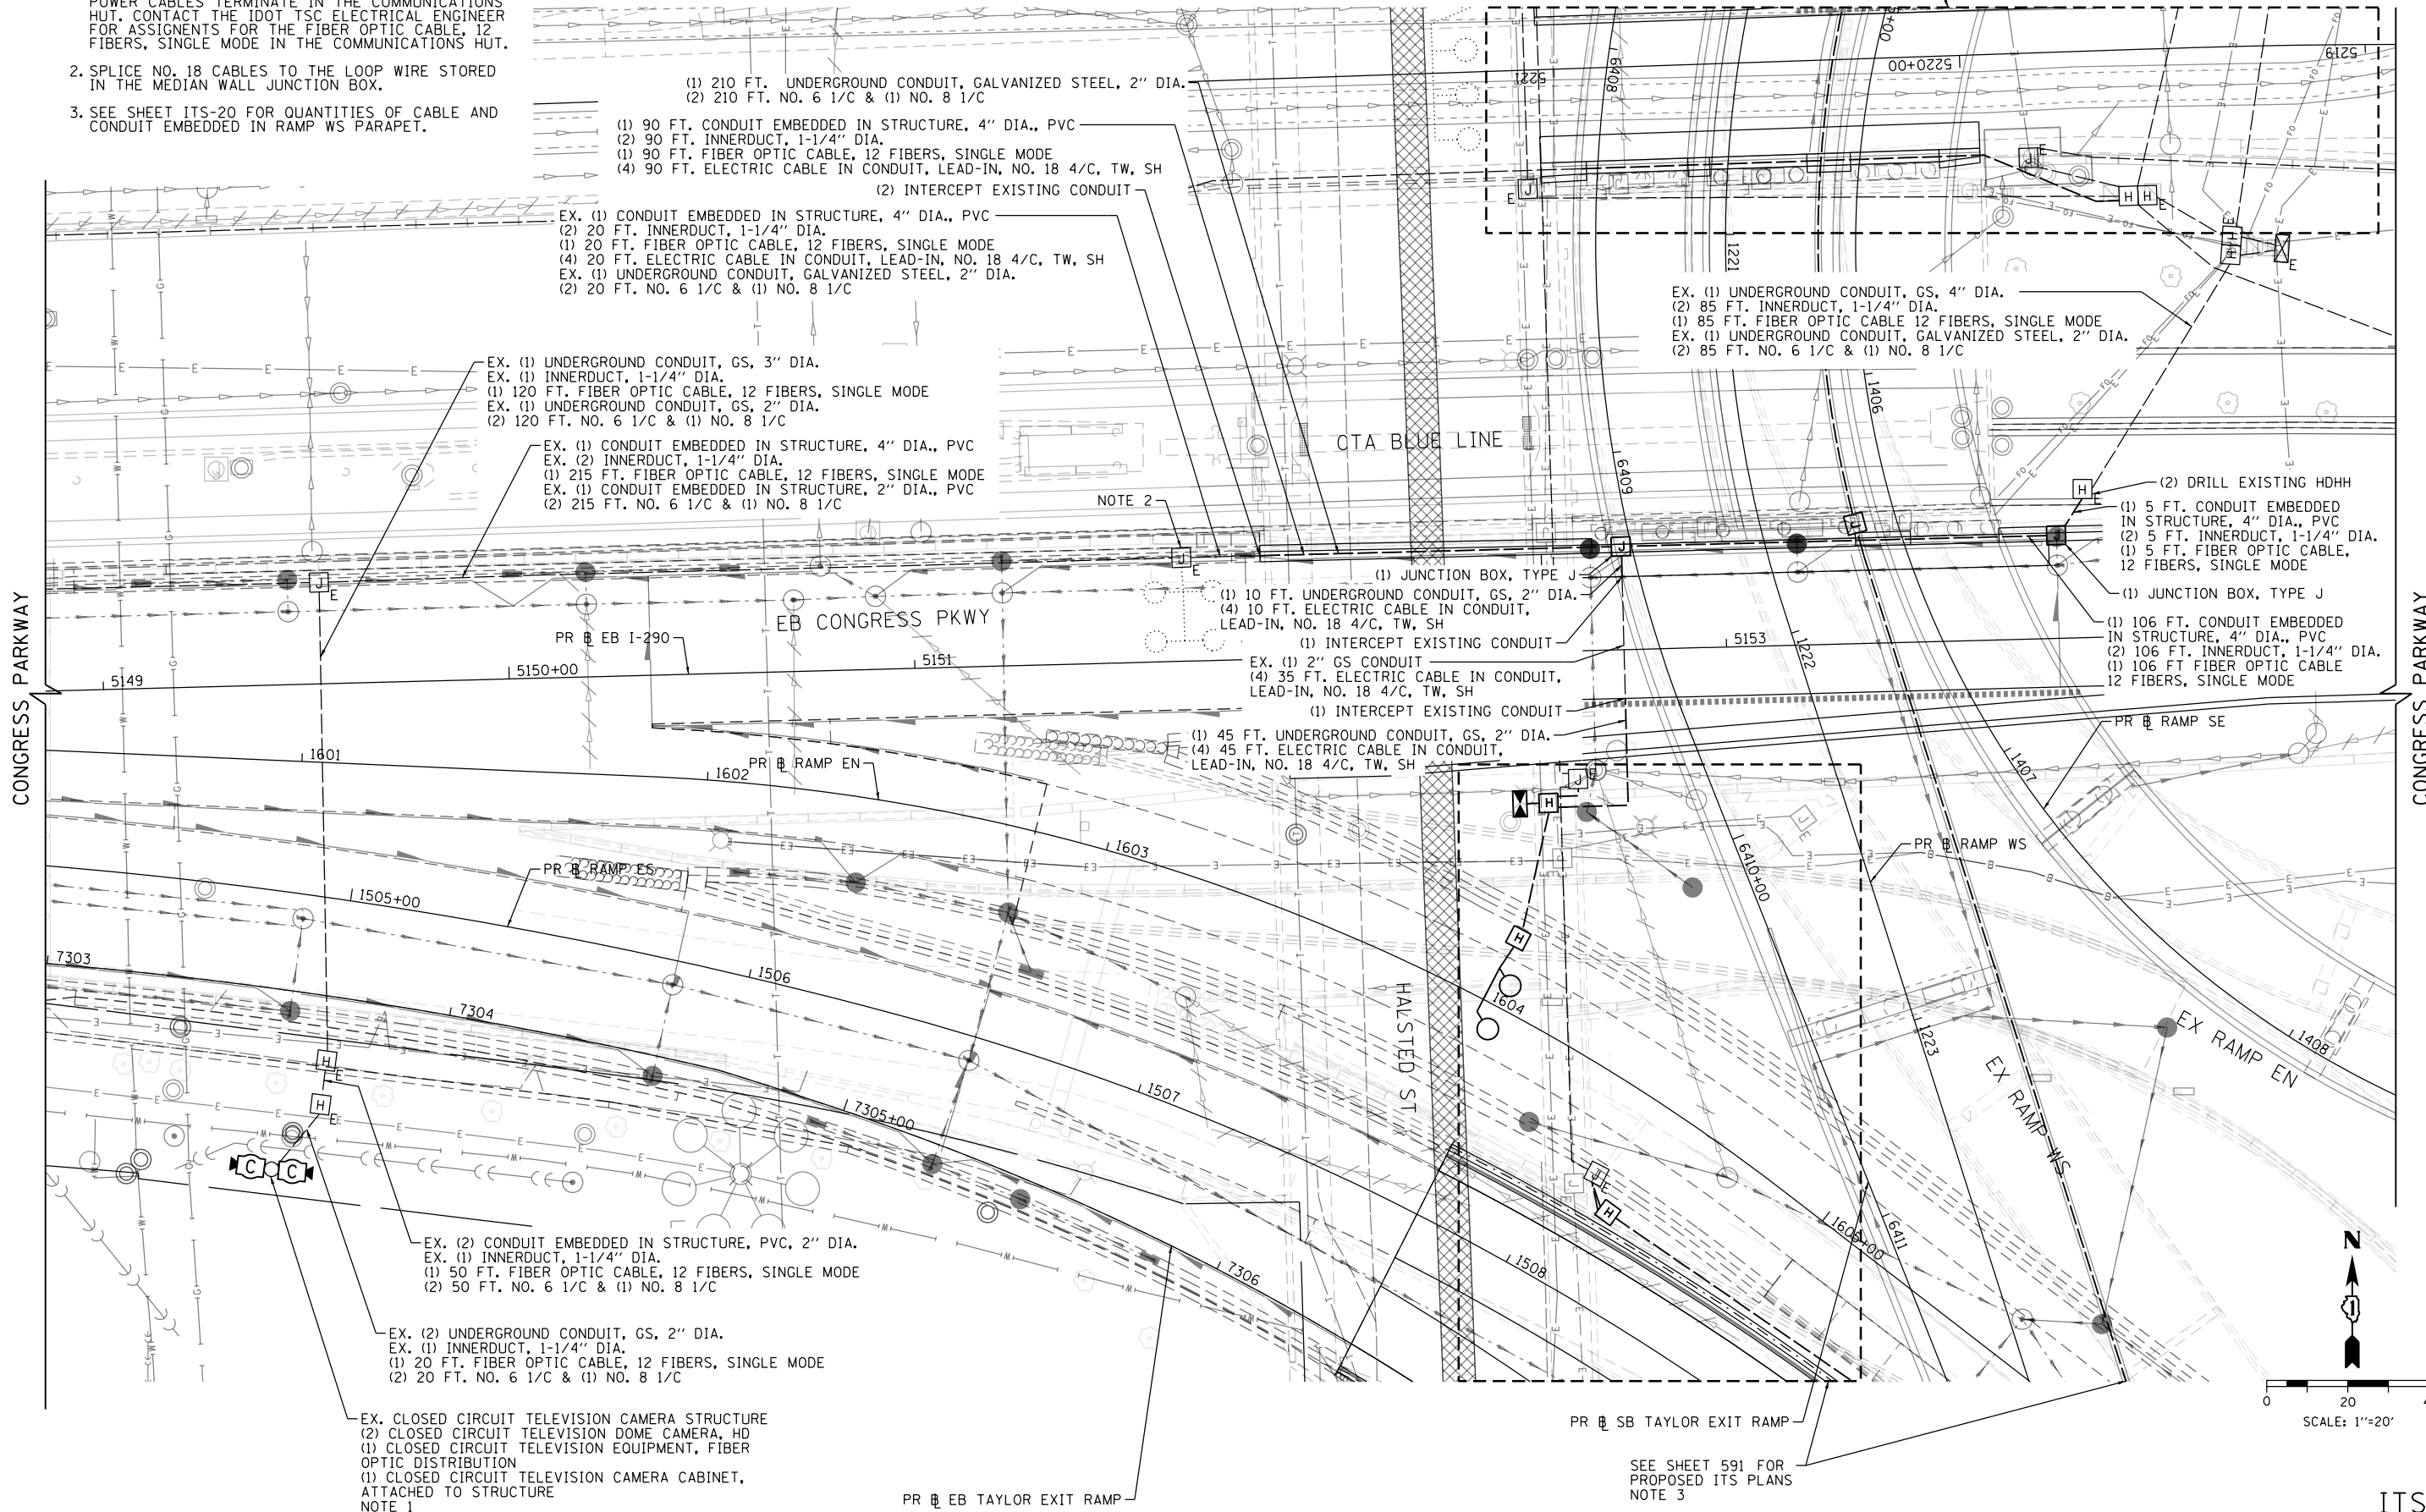 POWER CABLES TERMINATE IN THE COMMUNICATIONS
HUT. CONTACT THE IDOT TSC ELECTRICAL ENGINEER
FOR ASSIGNENTS FOR THE FIBER OPTIC CABLE, 12
FIBERS, SINGLE MODE IN THE COMMUNICATIONS HUT.
2. SPLICE NO. 18 CABLES TO THE LOOP WIRE STORED
IN THE MEDIAN WALL JUNCTION BOX.
3. SEE SHEET ITS-20 FOR QUANTITIES OF CABLE AND
CONDUIT EMBEDDED IN RAMP WS PARAPET.
(1) 210 FT. UNDERGROUND CONDUIT, GALVANIZED STEEL, 2" DIA.
(2) 210 FT. NO. 6 1/C & (1) NO. 8 1/C
(1) 90 FT. CONDUIT EMBEDDED IN STRUCTURE, 4" DIA., PVC
(2) 90 FT. INNERDUCT, 1-1/4" DIA.
(1) 90 FT. FIBER OPTIC CABLE, 12 FIBERS, SINGLE MODE
(4) 90 FT. ELECTRIC CABLE IN CONDUIT, LEAD-IN, NO. 18 4/C, TW, SH
(2) INTERCEPT EXISTING CONDUIT
EX. (1) CONDUIT EMBEDDED IN STRUCTURE, 4" DIA., PVC
(2) 20 FT. INNERDUCT, 1-1/4" DIA.
(1) 20 FT. FIBER OPTIC CABLE, 12 FIBERS, SINGLE MODE
(4) 20 FT. ELECTRIC CABLE IN CONDUIT, LEAD-IN, NO. 18 4/C, TW, SH
EX. (1) UNDERGROUND CONDUIT, GALVANIZED STEEL, 2" DIA.
(2) 20 FT. NO. 6 1/C & (1) NO. 8 1/C
5221
5220+00
5219
6408
1221
EX. (1) UNDERGROUND CONDUIT, GS, 4" DIA.
(2) 85 FT. INNERDUCT, 1-1/4" DIA.
(1) 85 FT. FIBER OPTIC CABLE 12 FIBERS, SINGLE MODE
EX. (1) UNDERGROUND CONDUIT, GALVANIZED STEEL, 2" DIA.
(2) 85 FT. NO. 6 1/C & (1) NO. 8 1/C
EX. (1) UNDERGROUND CONDUIT, GS, 3" DIA.
EX. (1) INNERDUCT, 1-1/4" DIA.
(1) 120 FT. FIBER OPTIC CABLE, 12 FIBERS, SINGLE MODE
EX. (1) UNDERGROUND CONDUIT, GS, 2" DIA.
(2) 120 FT. NO. 6 1/C & (1) NO. 8 1/C
EX. (1) CONDUIT EMBEDDED IN STRUCTURE, 4" DIA., PVC
EX. (2) INNERDUCT, 1-1/4" DIA.
(1) 215 FT. FIBER OPTIC CABLE, 12 FIBERS, SINGLE MODE
EX. (1) CONDUIT EMBEDDED IN STRUCTURE, 2" DIA., PVC
(2) 215 FT. NO. 6 1/C & (1) NO. 8 1/C
1406
CTA BLUE LINE
6409
NOTE 2
(2) DRILL EXISTING HDHH
(1) 5 FT. CONDUIT EMBEDDED
IN STRUCTURE, 4" DIA., PVC
(2) 5 FT. INNERDUCT, 1-1/4" DIA.
(1) 5 FT. FIBER OPTIC CABLE,
12 FIBERS, SINGLE MODE
(1) JUNCTION BOX, TYPE J
(1) 106 FT. CONDUIT EMBEDDED
IN STRUCTURE, 4" DIA., PVC
(2) 106 FT. INNERDUCT, 1-1/4" DIA.
(1) 106 FT FIBER OPTIC CABLE
12 FIBERS, SINGLE MODE
(1) JUNCTION BOX, TYPE J
(1) 10 FT. UNDERGROUND CONDUIT, GS, 2" DIA.
(4) 10 FT. ELECTRIC CABLE IN CONDUIT,
LEAD-IN, NO. 18 4/C, TW, SH
(1) INTERCEPT EXISTING CONDUIT
EX. (1) 2" GS CONDUIT
(4) 35 FT. ELECTRIC CABLE IN CONDUIT,
LEAD-IN, NO. 18 4/C, TW, SH
(1) INTERCEPT EXISTING CONDUIT
(1) 45 FT. UNDERGROUND CONDUIT, GS, 2" DIA.
(4) 45 FT. ELECTRIC CABLE IN CONDUIT,
LEAD-IN, NO. 18 4/C, TW, SH
EB CONGRESS PKWY
PR BL EB I-290
CONGRESS PARKWAY
CONGRESS PARKWAY
5149
5150+00
5151
5153
1222
PR BL RAMP SE
1601
1602
PR BL RAMP EN
1603
1407
PR BL RAMP WS
PR BL RAMP ES
1505+00
6410+00
7303
1506
7304
1604
1223
HALSTED ST
EX RAMP EN
EX RAMP WS
1408
7305+00
1507
1605+00
6411
7306
1508
EX. (2) CONDUIT EMBEDDED IN STRUCTURE, PVC, 2" DIA.
EX. (1) INNERDUCT, 1-1/4" DIA.
(1) 50 FT. FIBER OPTIC CABLE, 12 FIBERS, SINGLE MODE
(2) 50 FT. NO. 6 1/C & (1) NO. 8 1/C
EX. (2) UNDERGROUND CONDUIT, GS, 2" DIA.
EX. (1) INNERDUCT, 1-1/4" DIA.
(1) 20 FT. FIBER OPTIC CABLE, 12 FIBERS, SINGLE MODE
(2) 20 FT. NO. 6 1/C & (1) NO. 8 1/C
EX. CLOSED CIRCUIT TELEVISION CAMERA STRUCTURE
(2) CLOSED CIRCUIT TELEVISION DOME CAMERA, HD
(1) CLOSED CIRCUIT TELEVISION EQUIPMENT, FIBER
OPTIC DISTRIBUTION
(1) CLOSED CIRCUIT TELEVISION CAMERA CABINET,
ATTACHED TO STRUCTURE
NOTE 1
PR BL EB TAYLOR EXIT RAMP
PR BL SB TAYLOR EXIT RAMP
SEE SHEET 591 FOR
PROPOSED ITS PLANS
NOTE 3
N
0 20
SCALE: 1"=20'
ITS